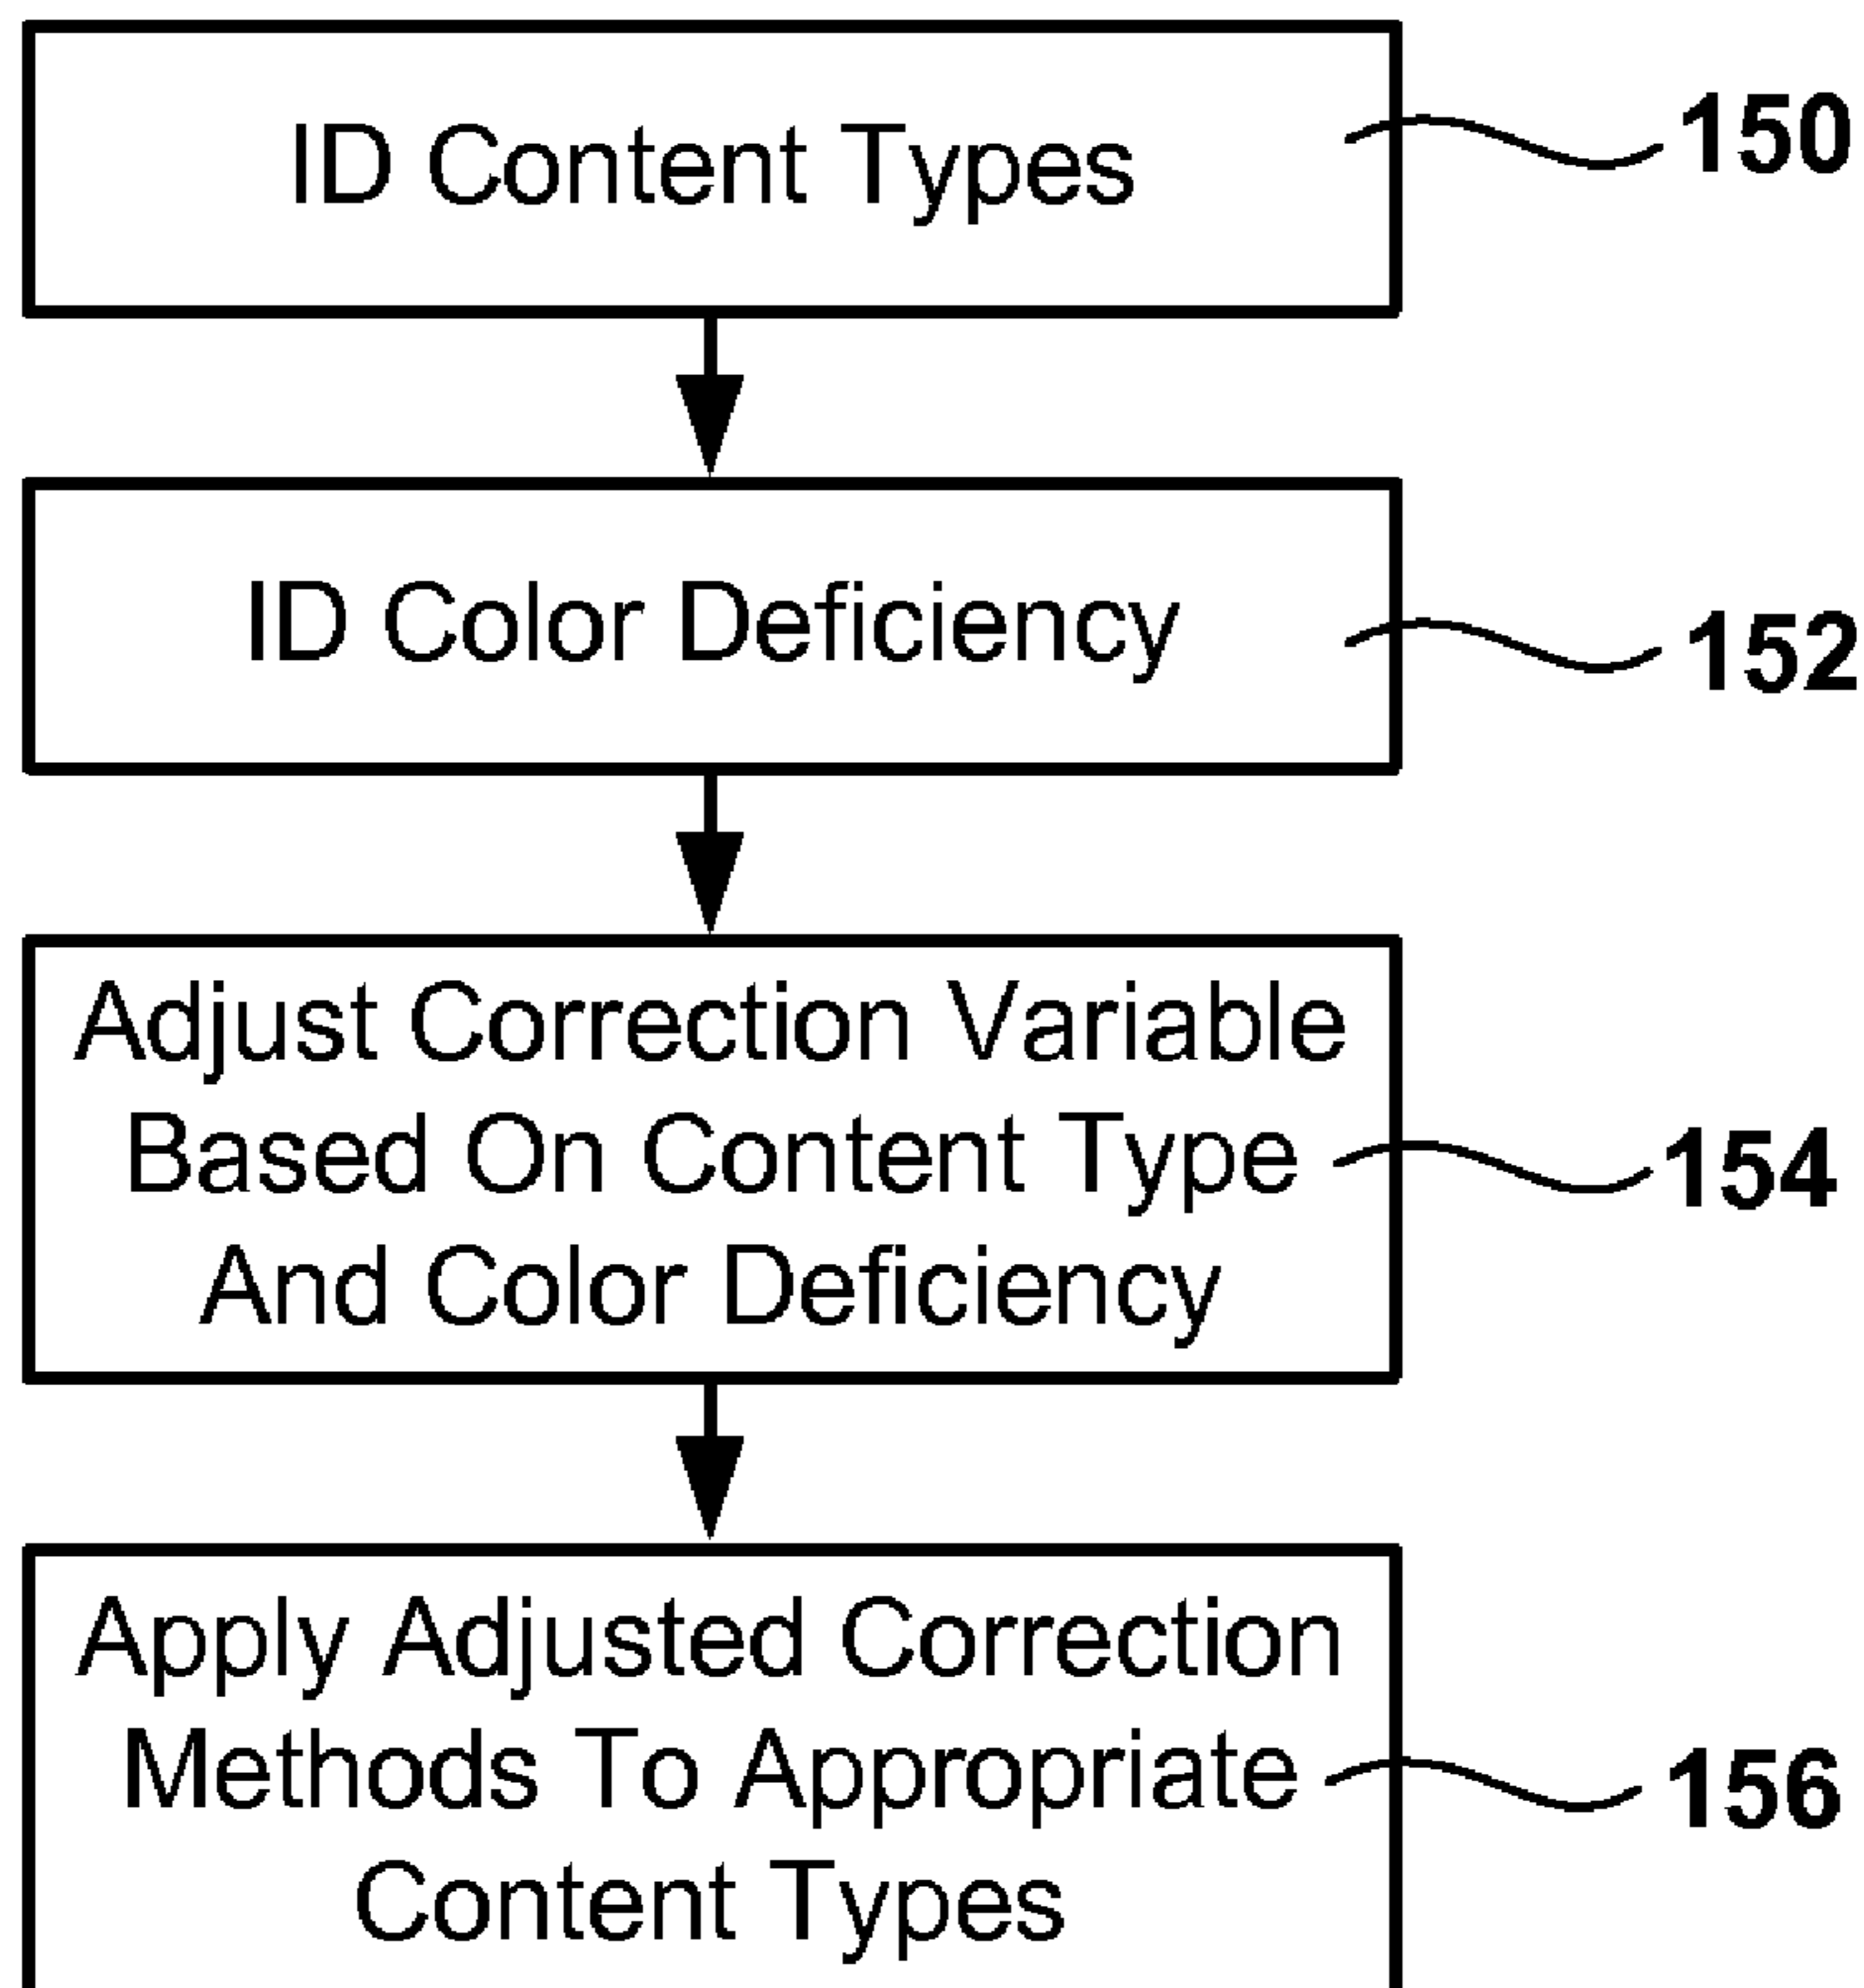 ID Content Types
150
ID Color Deficiency
152
Adjust Correction Variable
Based On Content Type
And Color Deficiency
154
Apply Adjusted Correction
Methods To Appropriate
Content Types
156